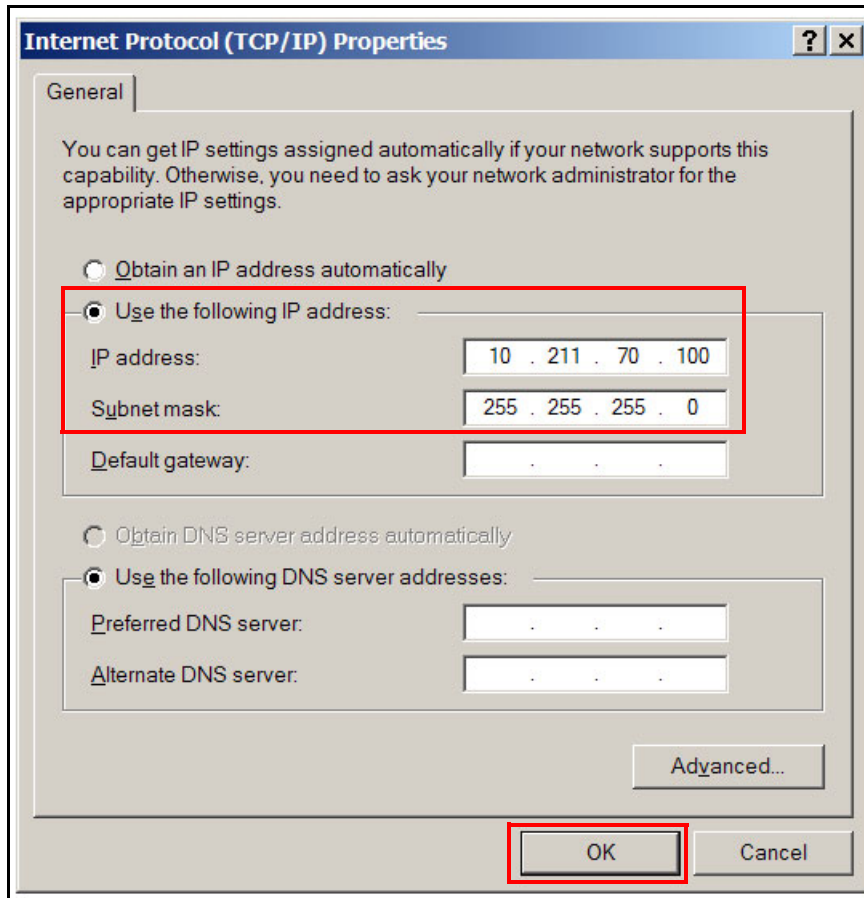 Internet Protocol (TCP/IP) Properties
General
You can get IP settings assigned automatically if your network supports this
capability. Otherwise, you need to ask your network administrator for the
appropriate IP settings.
Obtain an IP address automatically
Use the following IP address:
IP address: 10 . 211 . 70 . 100
Subnet mask: 255 . 255 . 255 . 0
Default gateway: . . .
Obtain DNS server address automatically
Use the following DNS server addresses:
Preferred DNS server: . . .
Alternate DNS server: . . .
Advanced...
OK Cancel